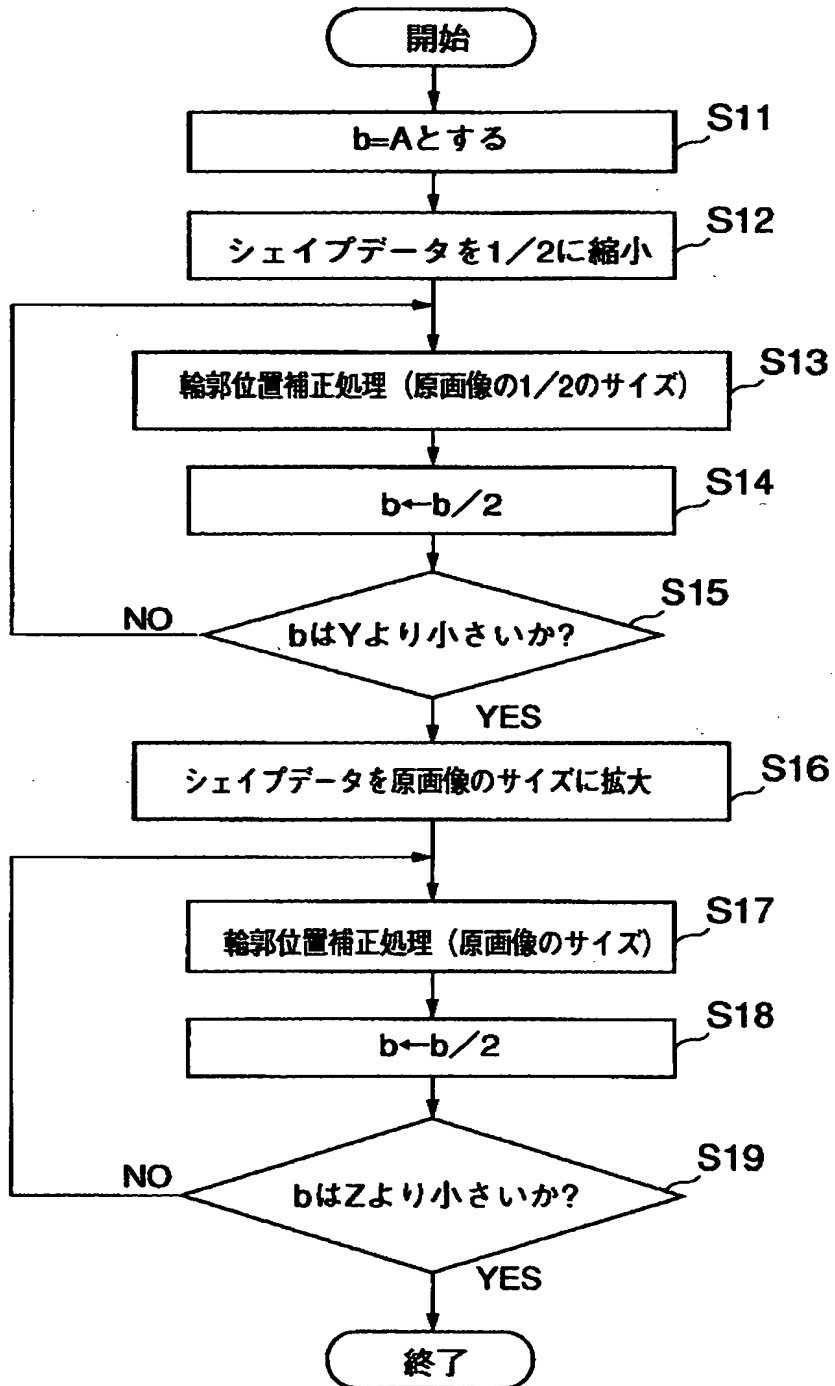 開始
b=Aとする
S11
シェイプデータを1/2に縮小
S12
輪郭位置補正処理(原画像の1/2のサイズ)
S13
b←b/2
S14
bはYより小さいか?
S15
NO
YES
シェイプデータを原画像のサイズに拡大
S16
輪郭位置補正処理(原画像のサイズ)
S17
b←b/2
S18
bはZより小さいか?
S19
NO
YES
終了